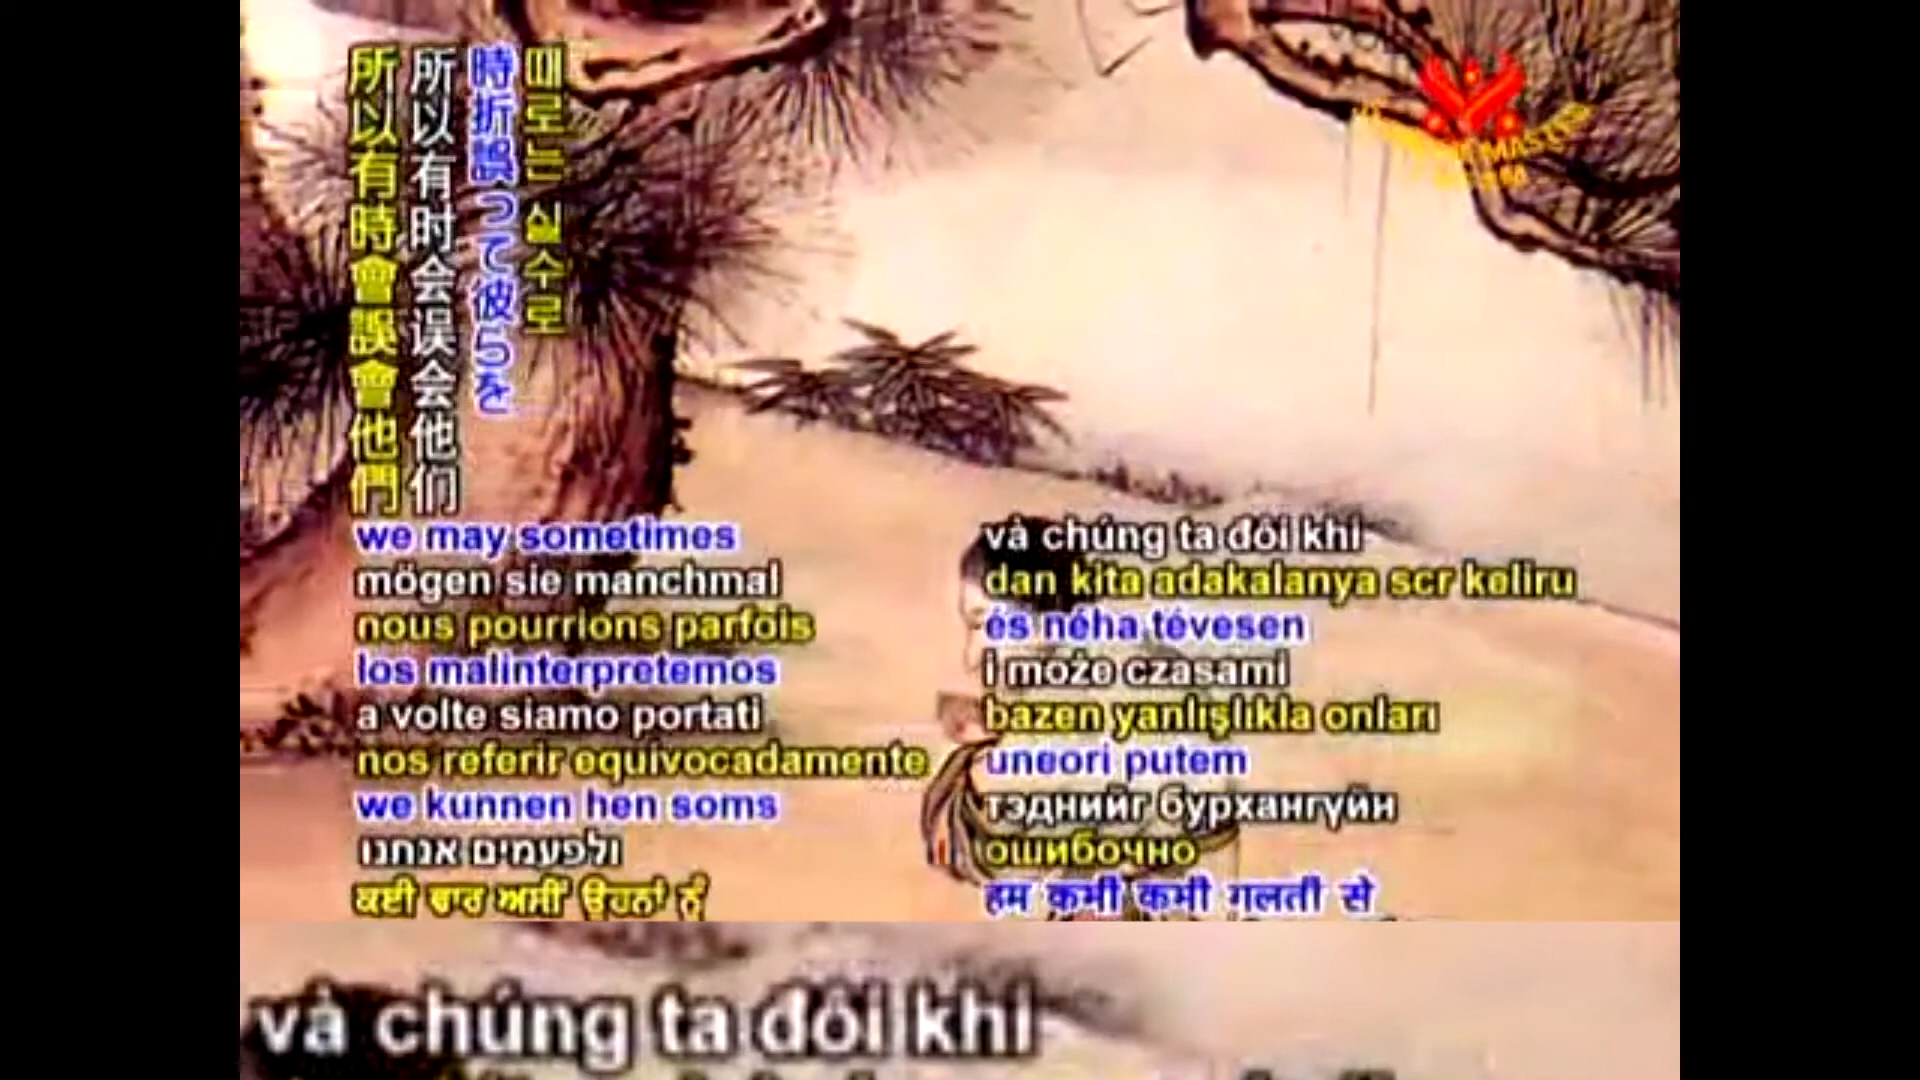 所以有時會誤會他們
所以有时会误会他们
時折誤って彼らを
때로는 실수로
we may sometimes
mögen sie manchmal
nous pourrions parfois
los malinterpretemos
a volte siamo portati
nos referir equivocadamente
we kunnen hen soms
ולפעמים אנחנו
ਕਈ ਵਾਰ ਅਸੀਂ ਉਹਨਾਂ ਨੂੰ
và chúng ta đôi khi
dan kita adakalanya scr keliru
és néha tévesen
i może czasami
bazen yanlışlıkla onları
uneori putem
тэднийг бурхангүйн
ошибочно
हम कभी कभी गलती से
và chúng ta đôi khi